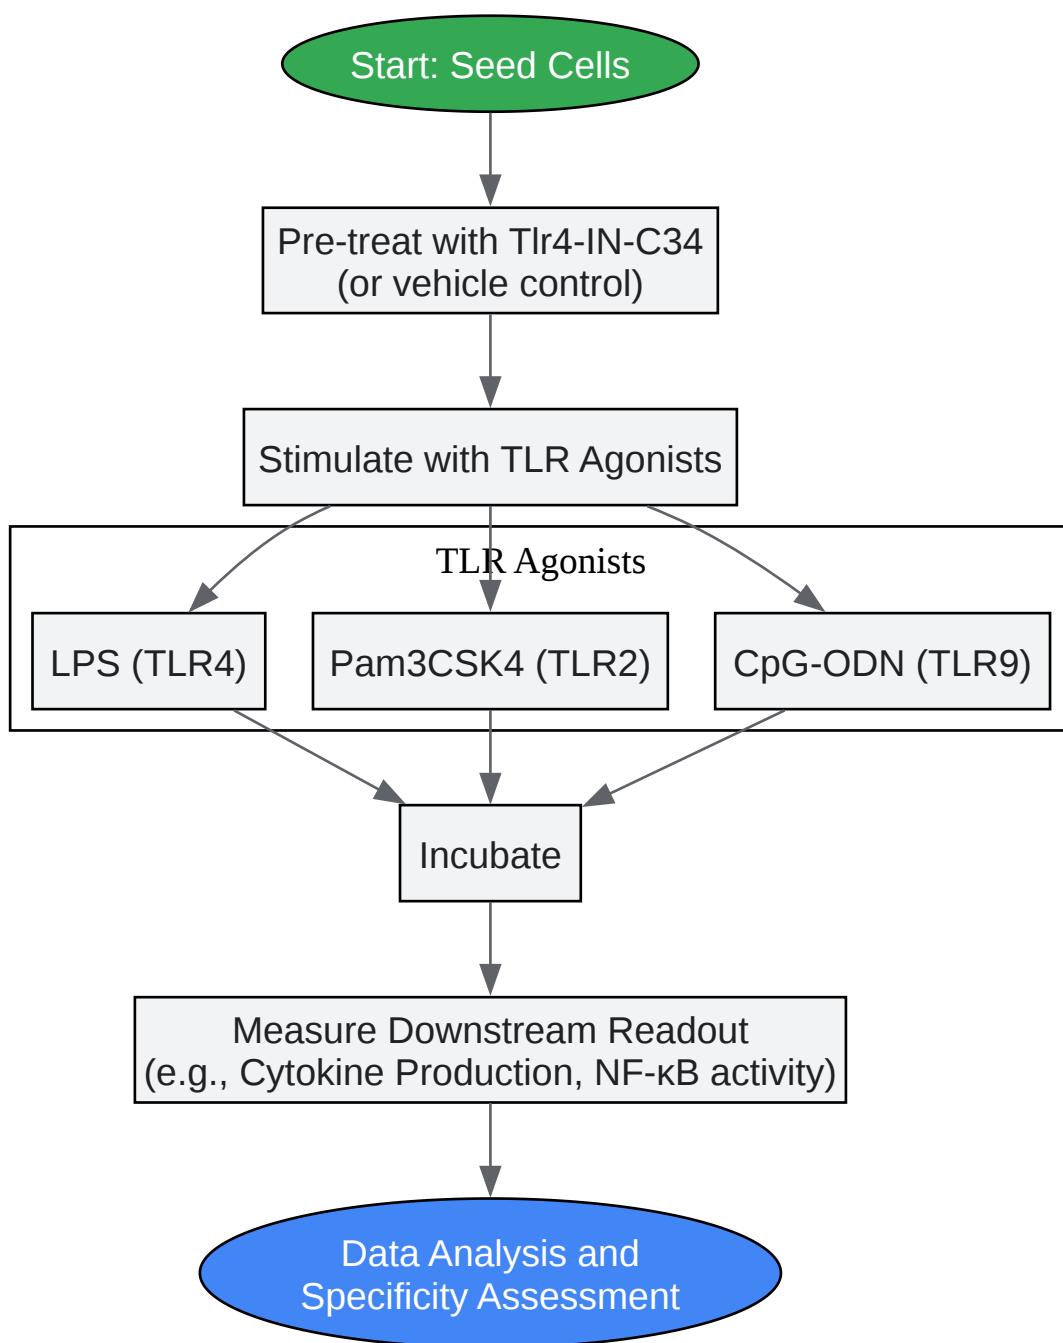 Start: Seed Cells
Pre-treat with Tlr4-IN-C34
(or vehicle control)
Stimulate with TLR Agonists
TLR Agonists
LPS (TLR4)
Pam3CSK4 (TLR2)
CpG-ODN (TLR9)
Incubate
Measure Downstream Readout
(e.g., Cytokine Production, NF-κB activity)
Data Analysis and
Specificity Assessment